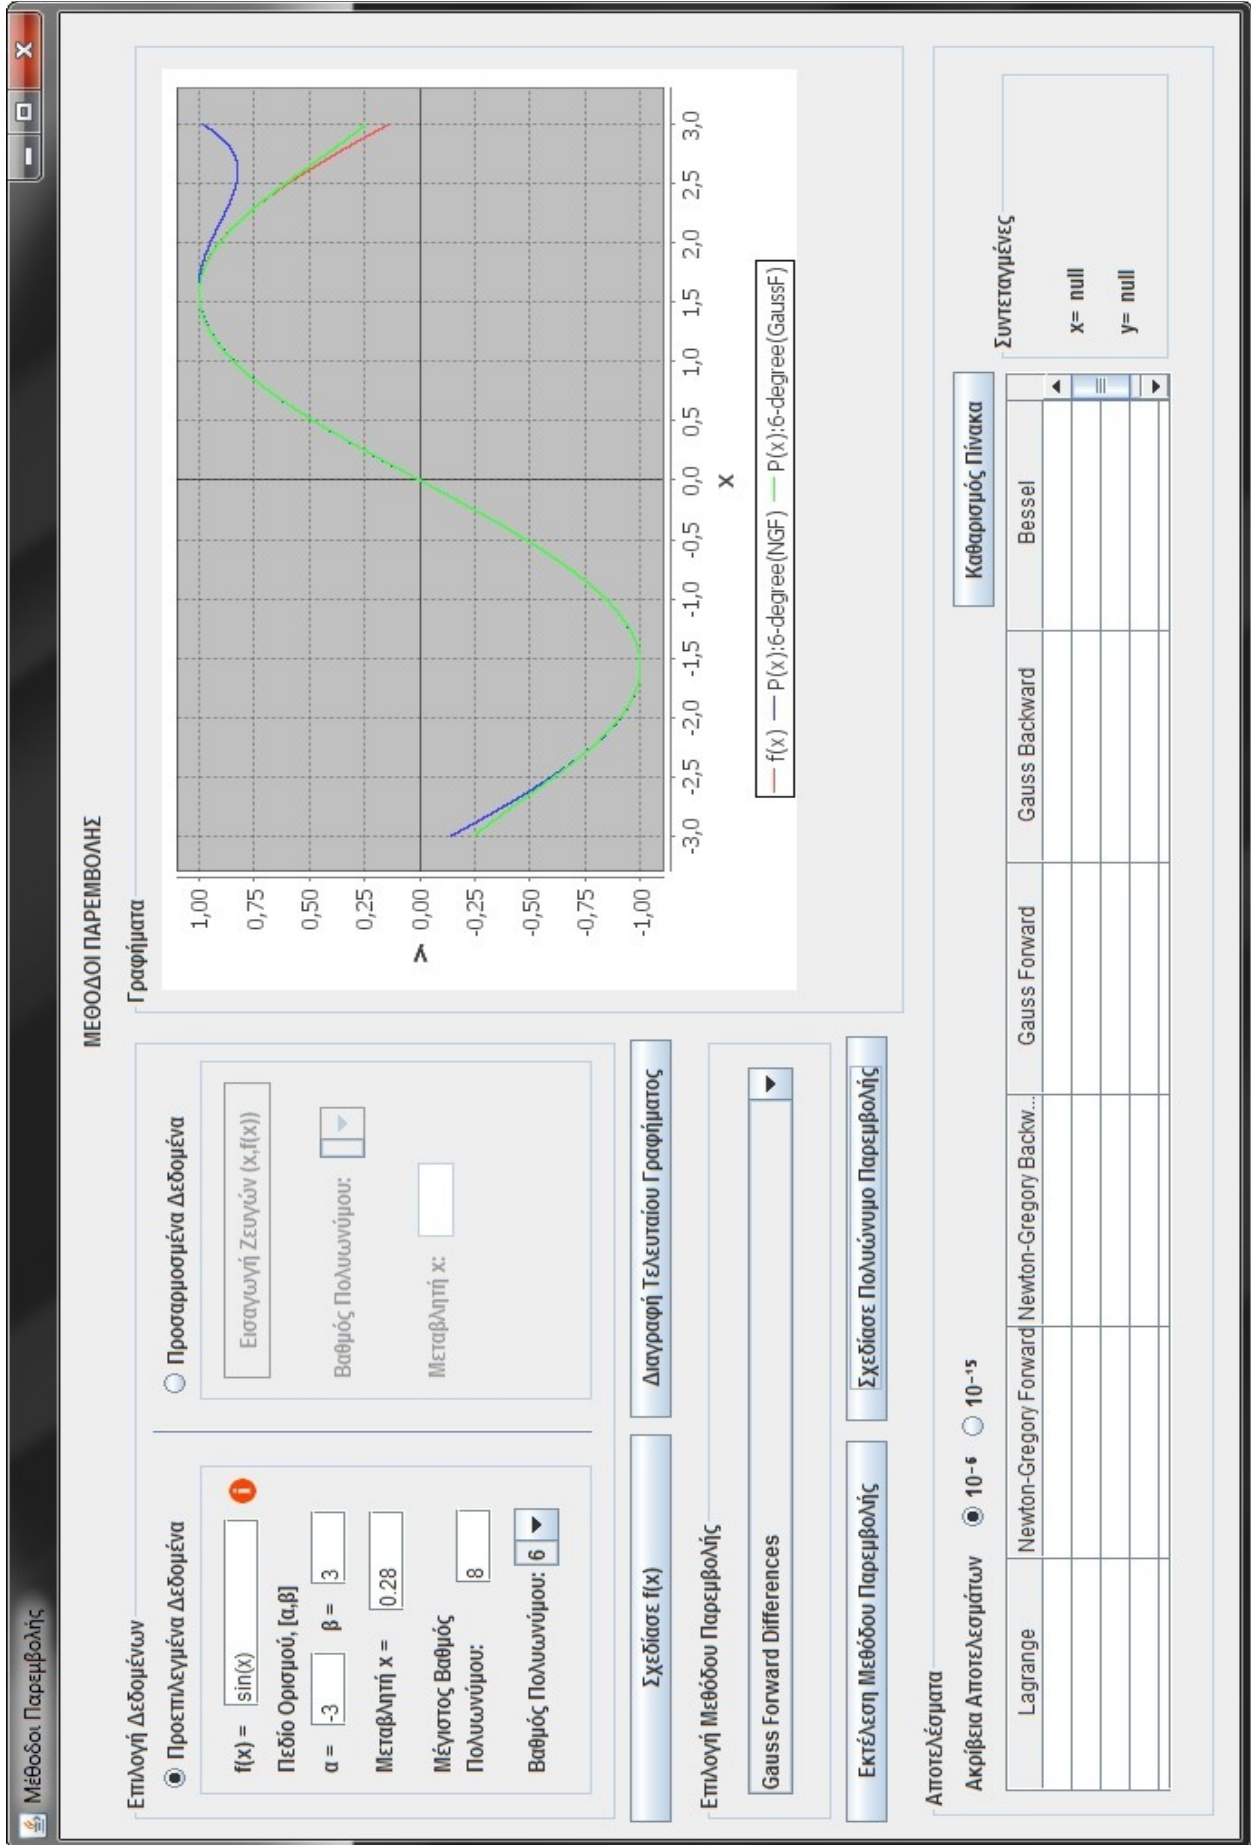 Μέθοδοι Παρεμβολής
ΜΕΘΟΔΟΙ ΠΑΡΕΜΒΟΛΗΣ
Επιλογή Δεδομένων
Προεπιλεγμένα Δεδομένα
f(x) = sin(x)
Πεδίο Ορισμού, [α,β]
α = -3 β = 3
Μεταβλητή x = 0.28
Μέγιστος Βαθμός
Πολυωνύμου: 8
Βαθμός Πολυωνύμου: 6
Προσαρμοσμένα Δεδομένα
Εισαγωγή Ζευγών (x,f(x))
Βαθμός Πολυωνύμου:
Μεταβλητή x:
Σχεδίασε f(x)
Διαγραφή Τελευταίου Γραφήματος
Επιλογή Μεθόδου Παρεμβολής
Gauss Forward Differences
Εκτέλεση Μεθόδου Παρεμβολής
Σχεδίασε Πολυώνυμο Παρεμβολής
Γραφήματα
1,00
0,75
0,50
0,25
0,00
-0,25
-0,50
-0,75
-1,00
Y
-3,0 -2,5 -2,0 -1,5 -1,0 -0,5 0,0 0,5 1,0 1,5 2,0 2,5 3,0
X
f(x) P(x):6-degree(NGF) P(x):6-degree(GaussF)
Αποτελέσματα
Ακρίβεια Αποτελεσμάτων 10⁻⁶ 10⁻¹⁵
Καθαρισμός Πίνακα
Lagrange Newton-Gregory Forward Newton-Gregory Backw... Gauss Forward Gauss Backward Bessel
Συντεταγμένες
x= null
y= null